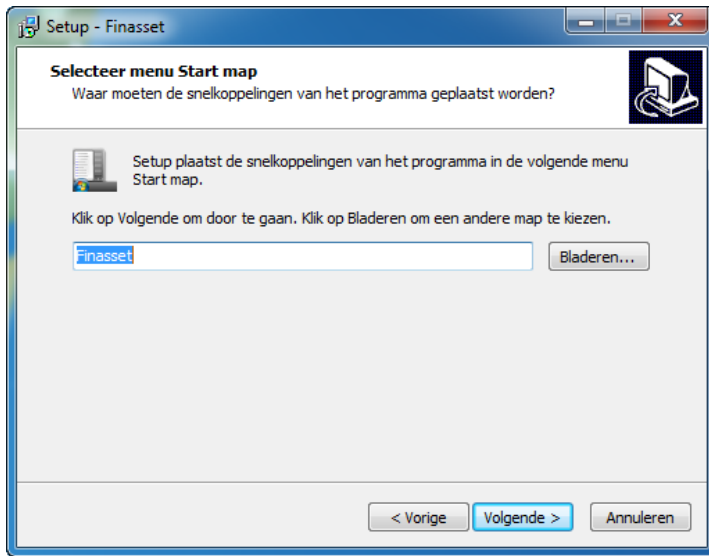 Setup - Finasset
Selecteer menu Start map
Waar moeten de snelkoppelingen van het programma geplaatst worden?
Setup plaatst de snelkoppelingen van het programma in de volgende menu
Start map.
Klik op Volgende om door te gaan. Klik op Bladeren om een andere map te kiezen.
Finasset
Bladeren...
< Vorige
Volgende >
Annuleren